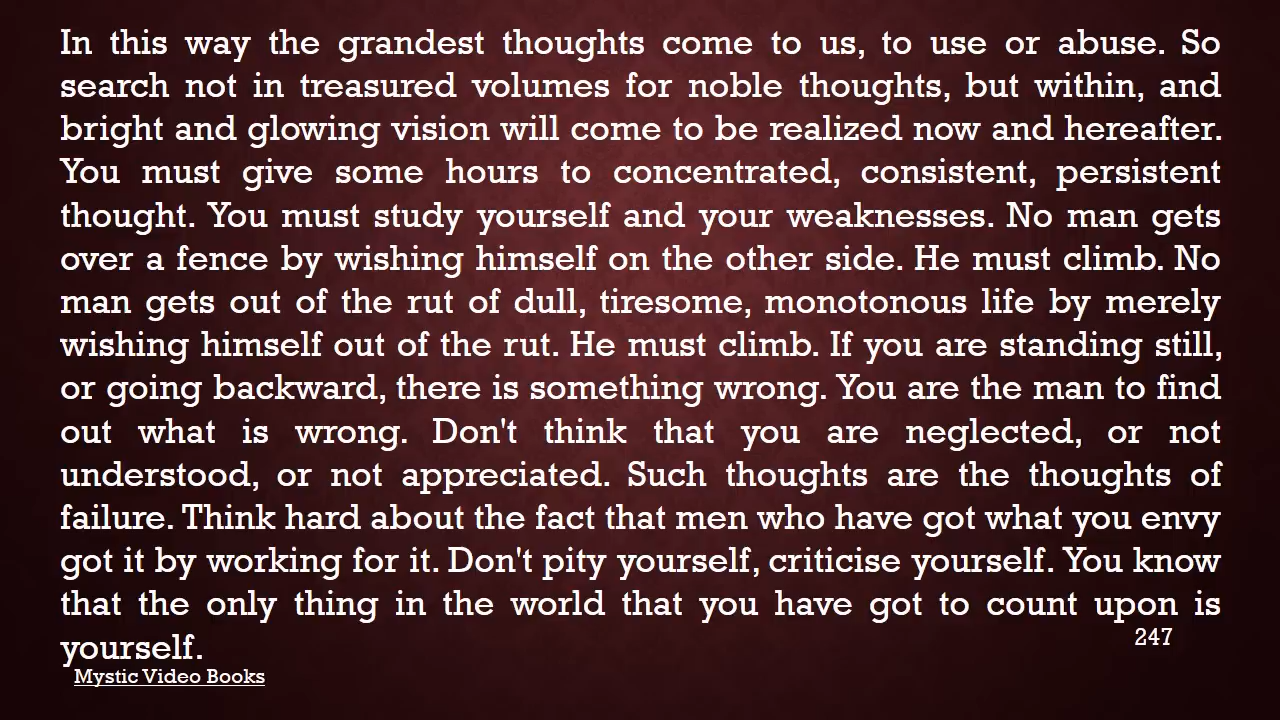 In this way the grandest thoughts come to us, to use or abuse. So
search not in treasured volumes for noble thoughts, but within, and
bright and glowing vision will come to be realized now and hereafter.
You must give some hours to concentrated, consistent, persistent
thought. You must study yourself and your weaknesses. No man gets
over a fence by wishing himself on the other side. He must climb. No
man gets out of the rut of dull, tiresome, monotonous life by merely
wishing himself out of the rut. He must climb. If you are standing still,
or going backward, there is something wrong. You are the man to find
out what is wrong. Don't think that you are neglected, or not
understood, or not appreciated. Such thoughts are the thoughts of
failure. Think hard about the fact that men who have got what you envy
got it by working for it. Don't pity yourself, criticise yourself. You know
that the only thing in the world that you have got to count upon is
yourself.
247
Mystic Video Books